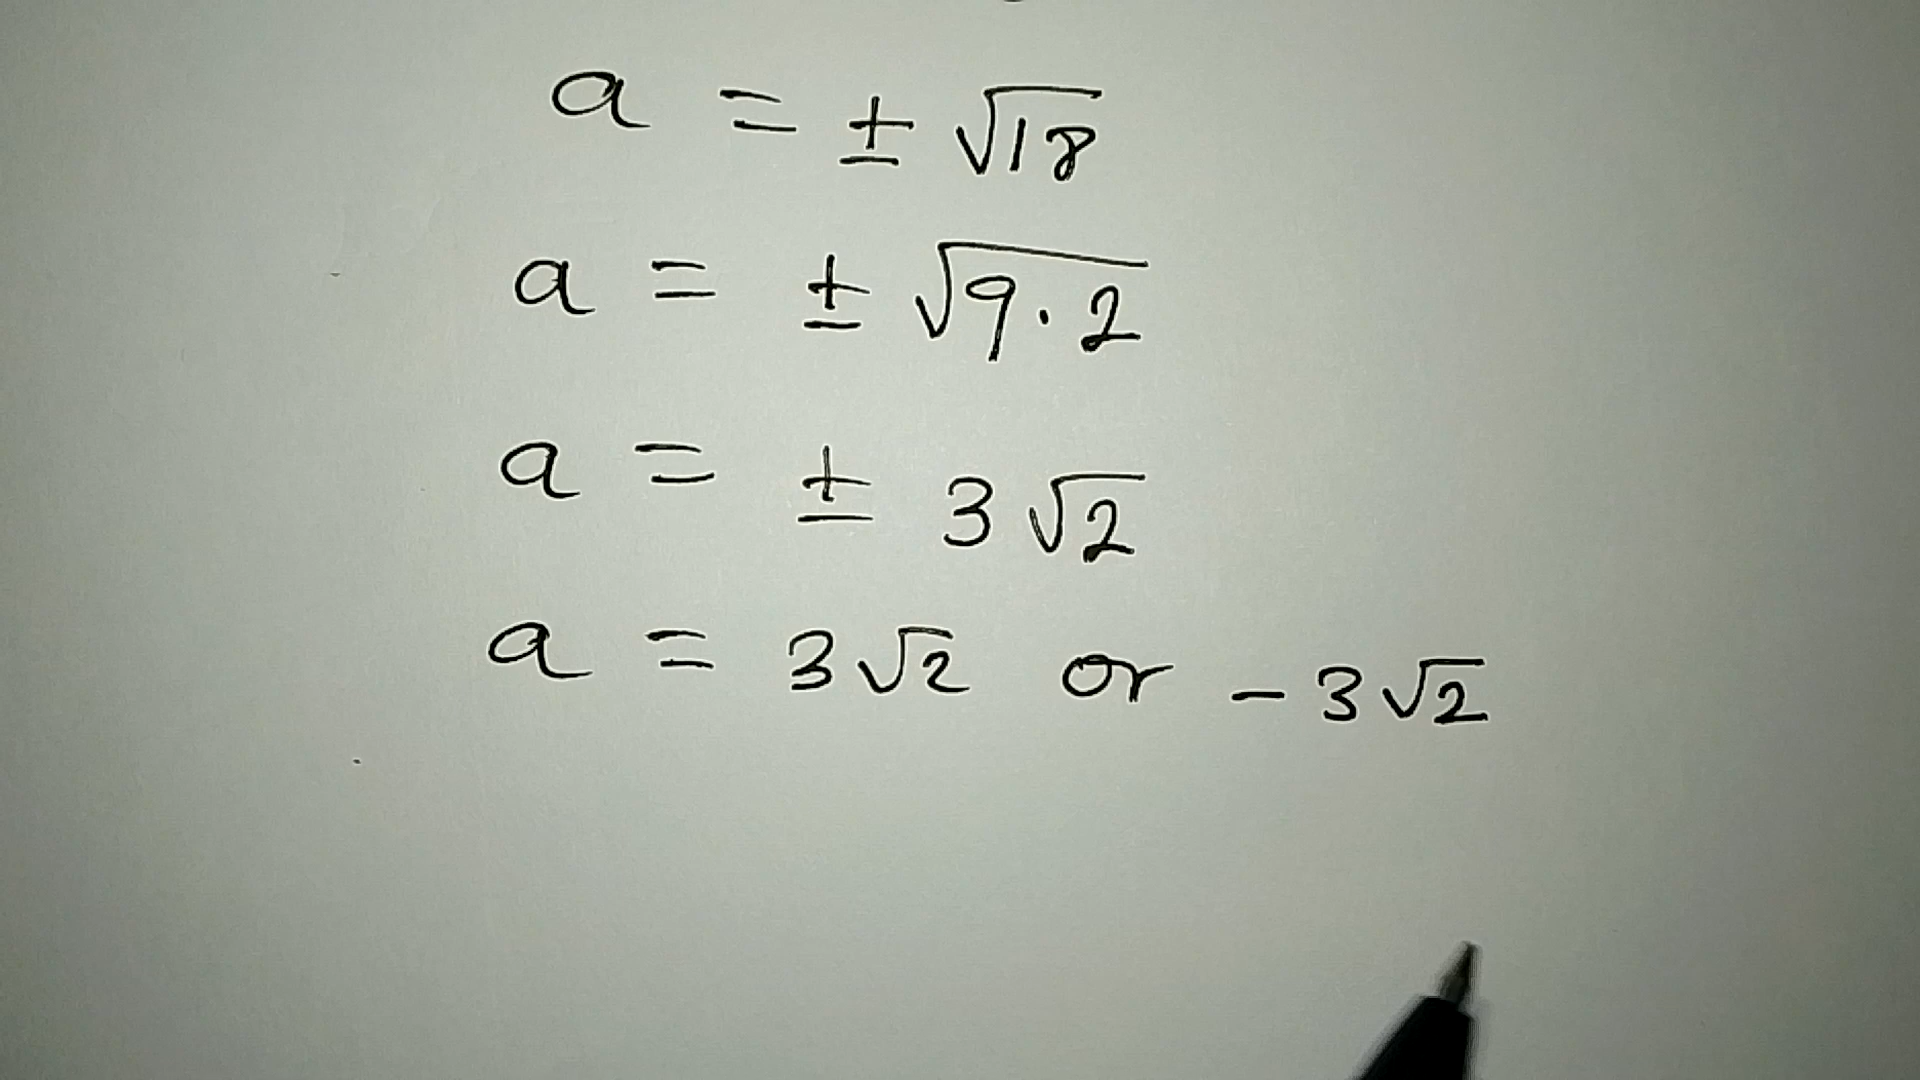 a = ± √18
a = ± √9·2
a = ± 3√2
a = 3√2 or -3√2